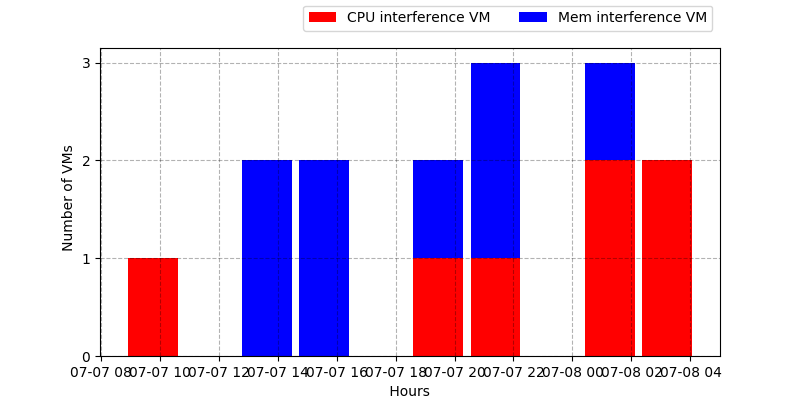 CPU interference VM Mem interference VM
3
2
1
0
Number of VMs
07-07 08 07-07 10 07-07 12 07-07 14 07-07 16 07-07 18 07-07 20 07-07 22 07-08 00 07-08 02 07-08 04
Hours